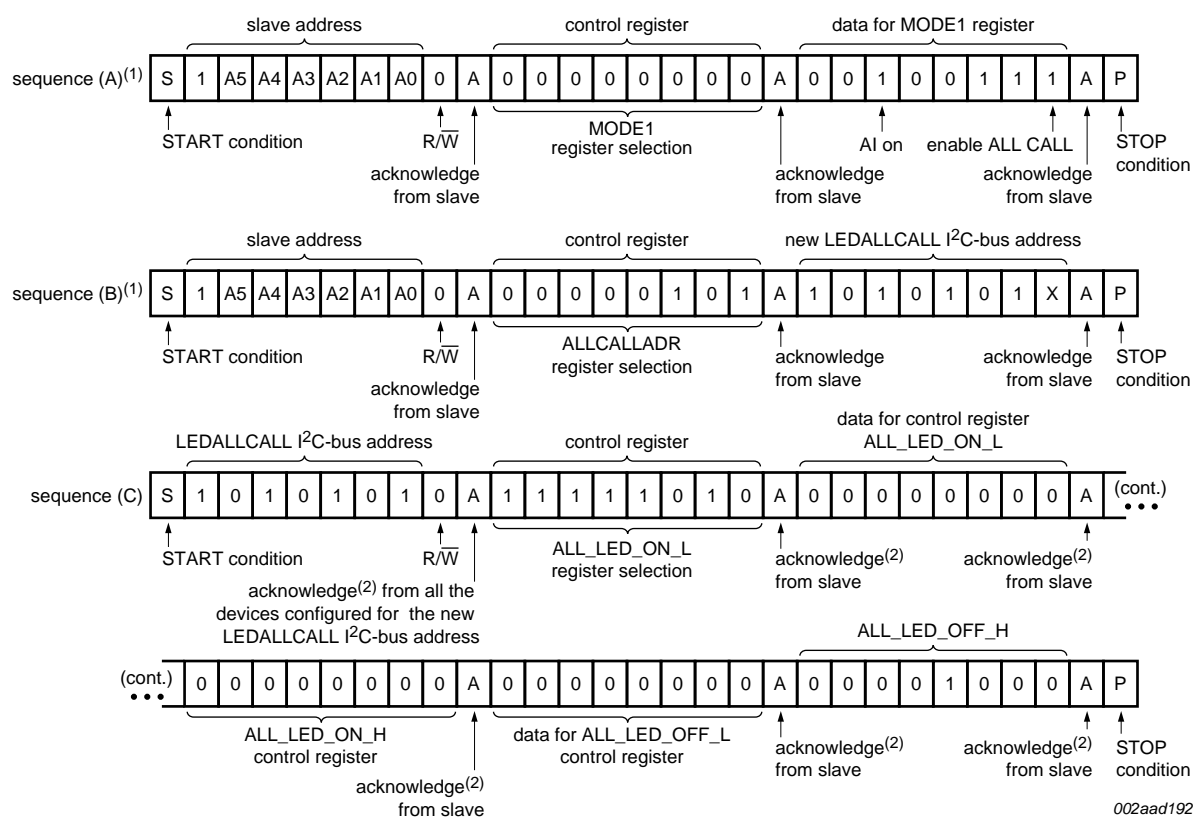 slave address control register data for MODE1 register
sequence (A)(1) S 1 A5 A4 A3 A2 A1 A0 0 A 0 0 0 0 0 0 0 0 A 0 0 1 0 0 1 1 1 A P
START condition R/W̅ MODE1 register selection AI on enable ALL CALL STOP condition
acknowledge from slave acknowledge from slave acknowledge from slave
slave address control register new LEDALLCALL I2C-bus address
sequence (B)(1) S 1 A5 A4 A3 A2 A1 A0 0 A 0 0 0 0 0 1 0 1 A 1 0 1 0 1 0 1 X A P
START condition R/W̅ ALLCALLADR register selection acknowledge from slave acknowledge from slave STOP condition
acknowledge from slave
data for control register
LEDALLCALL I2C-bus address control register ALL_LED_ON_L
sequence (C) S 1 0 1 0 1 0 1 0 A 1 1 1 1 1 0 1 0 A 0 0 0 0 0 0 0 0 A (cont.)
START condition R/W̅ ALL_LED_ON_L register selection acknowledge(2) from slave acknowledge(2) from slave
acknowledge(2) from all the
devices configured for the new
LEDALLCALL I2C-bus address
ALL_LED_OFF_H
(cont.) 0 0 0 0 0 0 0 0 A 0 0 0 0 0 0 0 0 A 0 0 0 0 1 0 0 0 A P
ALL_LED_ON_H control register data for ALL_LED_OFF_L control register acknowledge(2) from slave acknowledge(2) from slave STOP condition
acknowledge(2) from slave
002aad192